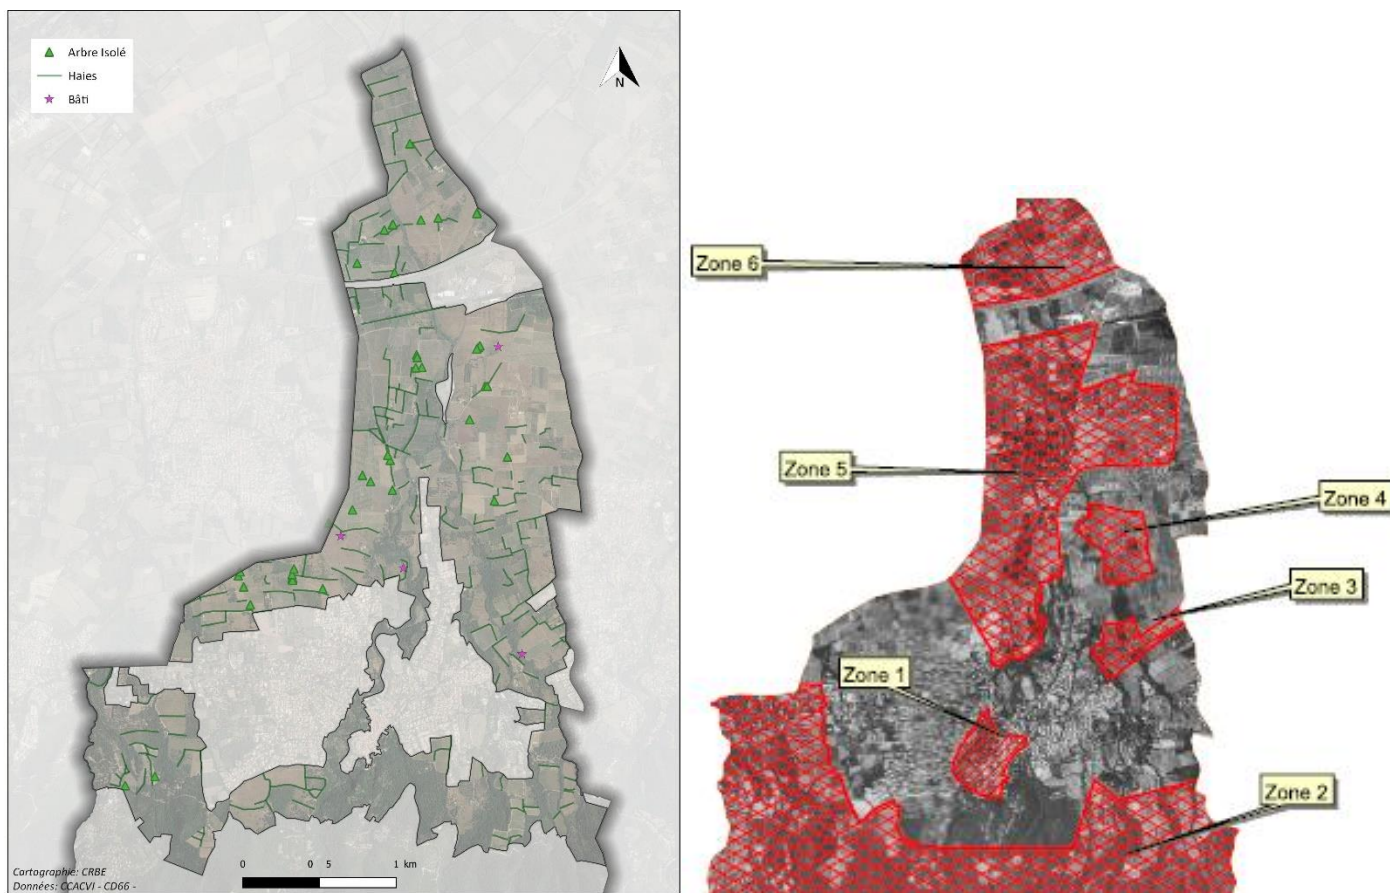 Arbre Isolé
Haies
Bâti
N
Zone 6
Zone 5
Zone 4
Zone 3
Zone 1
Zone 2
0 0 5 1 km
Cartographie: CRBE
Données: CCACVI - CD66 -